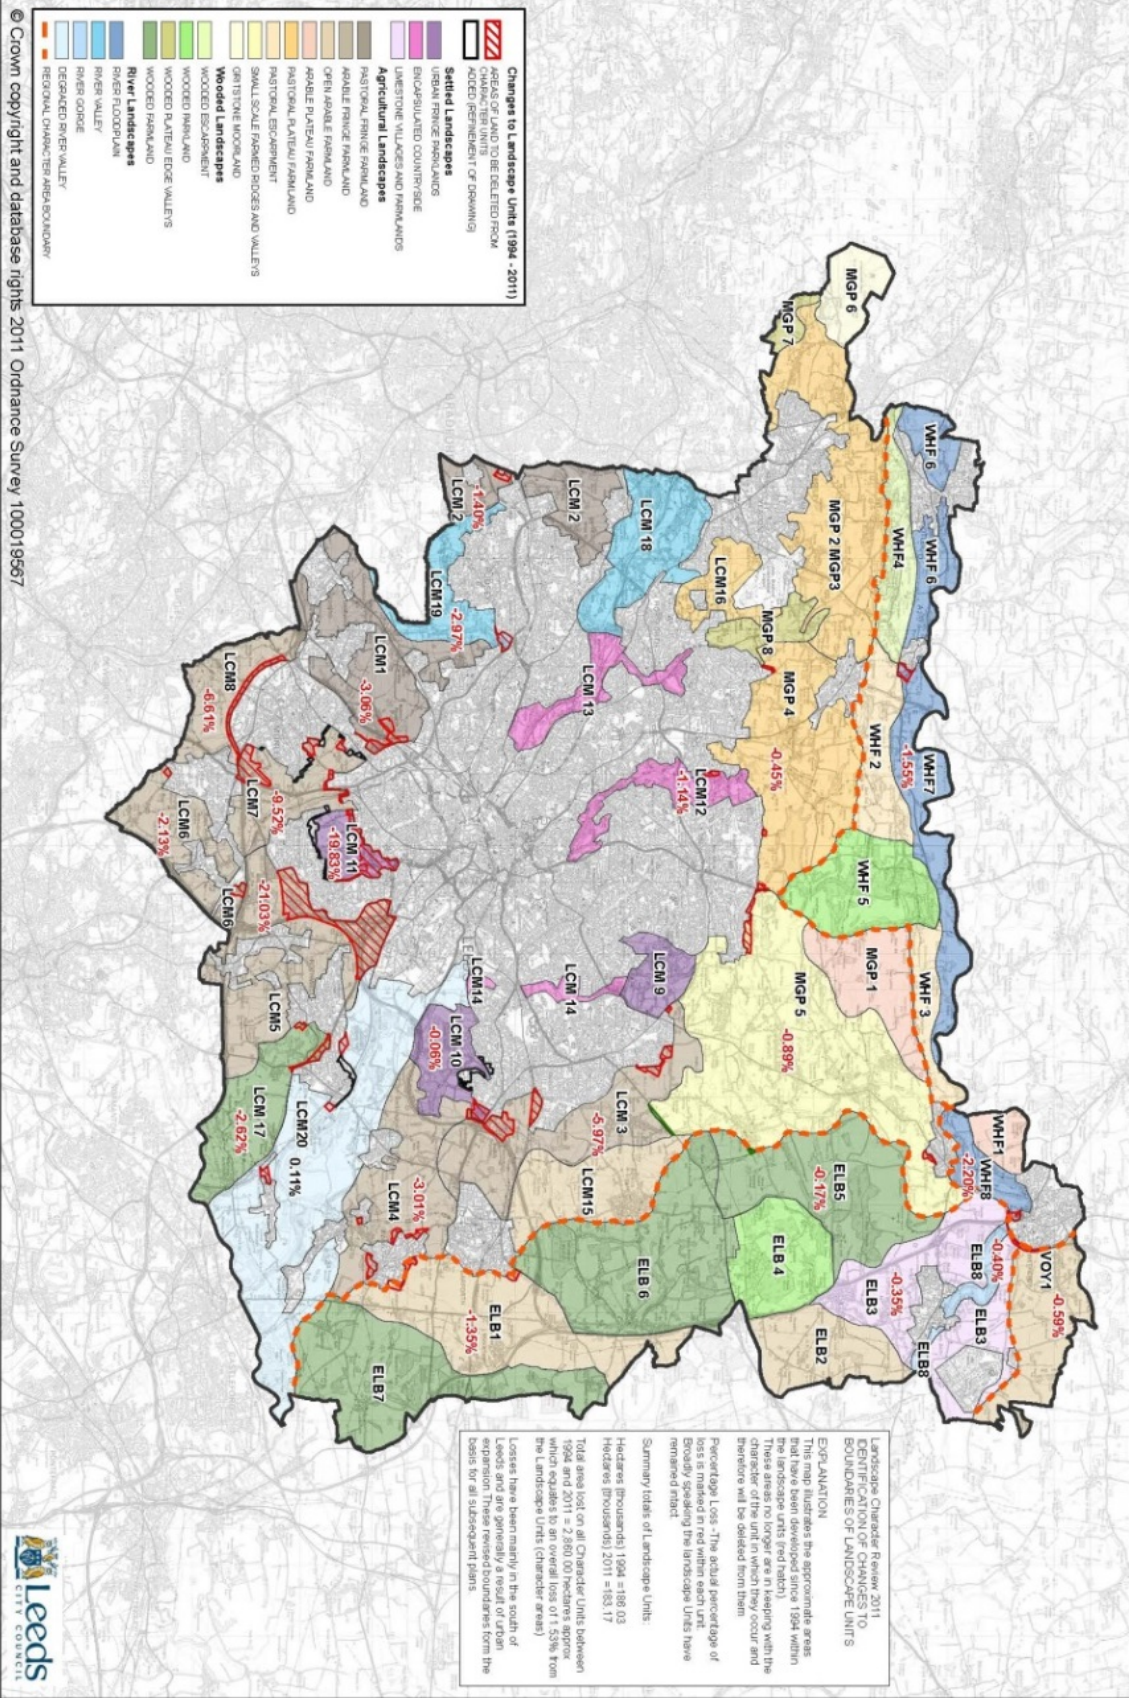 Changes to Landscape Units (1994 - 2011)
AREAS OF LAND TO BE DELETED FROM
CHARACTER UNITS
ADDED (REFINEMENT OF DRAWING)
Settled Landscapes
URBAN FRINGE PARKLANDS
ENCAPSULATED COUNTRYSIDE
LIMESTONE VILLAGES AND FARMLANDS
Agricultural Landscapes
PASTORAL FRINGE FARMLAND
ARABLE FRINGE FARMLAND
OPEN ARABLE FARMLAND
ARABLE PLATEAU FARMLAND
PASTORAL PLATEAU FARMLAND
PASTORAL ESCARPMENT
SMALL SCALE FARMED RIDGES AND VALLEYS
GRITSTONE MOORLAND
Wooded Landscapes
WOODED ESCARPMENT
WOODED PARKLAND
WOODED PLATEAU EDGE VALLEYS
WOODED FARMLAND
River Landscapes
RIVER FLOODPLAIN
RIVER VALLEY
RIVER GORGE
DEGRADED RIVER VALLEY
REGIONAL CHARACTER AREA BOUNDARY
© Crown copyright and database rights 2011 Ordnance Survey 100019567
MGP 6
MGP 7
WHF 6
WHF 6
WHF4
MGP 2 MGP3
LCM16
MGP 8
MGP 4
-0.45%
WHF 2
WHF7
-1.55%
WHF 5
WHF 3
MGP 1
MGP 5
-0.89%
WHF1
WHF8
-2.20%
VOY1
-0.59%
ELB8
-0.40%
ELB3
ELB3
-0.35%
ELB8
ELB2
ELB5
-0.17%
ELB 4
ELB 6
LCM 18
LCM 2
LCM 2
-1.40%
LCM19
-2.97%
LCM 13
LCM12
-1.14%
LCM 9
LCM 14
LCM14
LCM 10
-0.06%
LCM 3
-5.97%
LCM15
LCM4
-3.01%
ELB1
-1.35%
ELB7
LCM1
-3.06%
LCM8
-6.61%
LCM7
-9.52%
LCM 11
-19.83%
LCM6
-2.13%
LCM6
-21.03%
LCM5
LCM 17
-2.62%
LCM20 0.11%
Landscape Character Review 2011
IDENTIFICATION OF CHANGES TO
BOUNDARIES OF LANDSCAPE UNITS
EXPLANATION
This map illustrates the approximate areas
that have been developed since 1994 within
the landscape units (red hatch)
These areas no longer are in keeping with the
character of the unit in which they occur and
therefore will be deleted from them
Percentage Loss -The actual percentage of
loss is marked in red within each unit
Broadly speaking the landscape Units have
remained intact
Summary totals of Landscape Units:
Hectares (thousands) 1994 =186.03
Hectares (thousands) 2011 =183.17
Total area lost on all Character Units between
1994 and 2011 = 2,860.00 hectares approx
which equates to an overall loss of 1.53% from
the Landscape Units (character areas)
Losses have been mainly in the south of
Leeds and are generally a result of urban
expansion These revised boundaries form the
basis for all subsequent plans.
Leeds
CITY COUNCIL